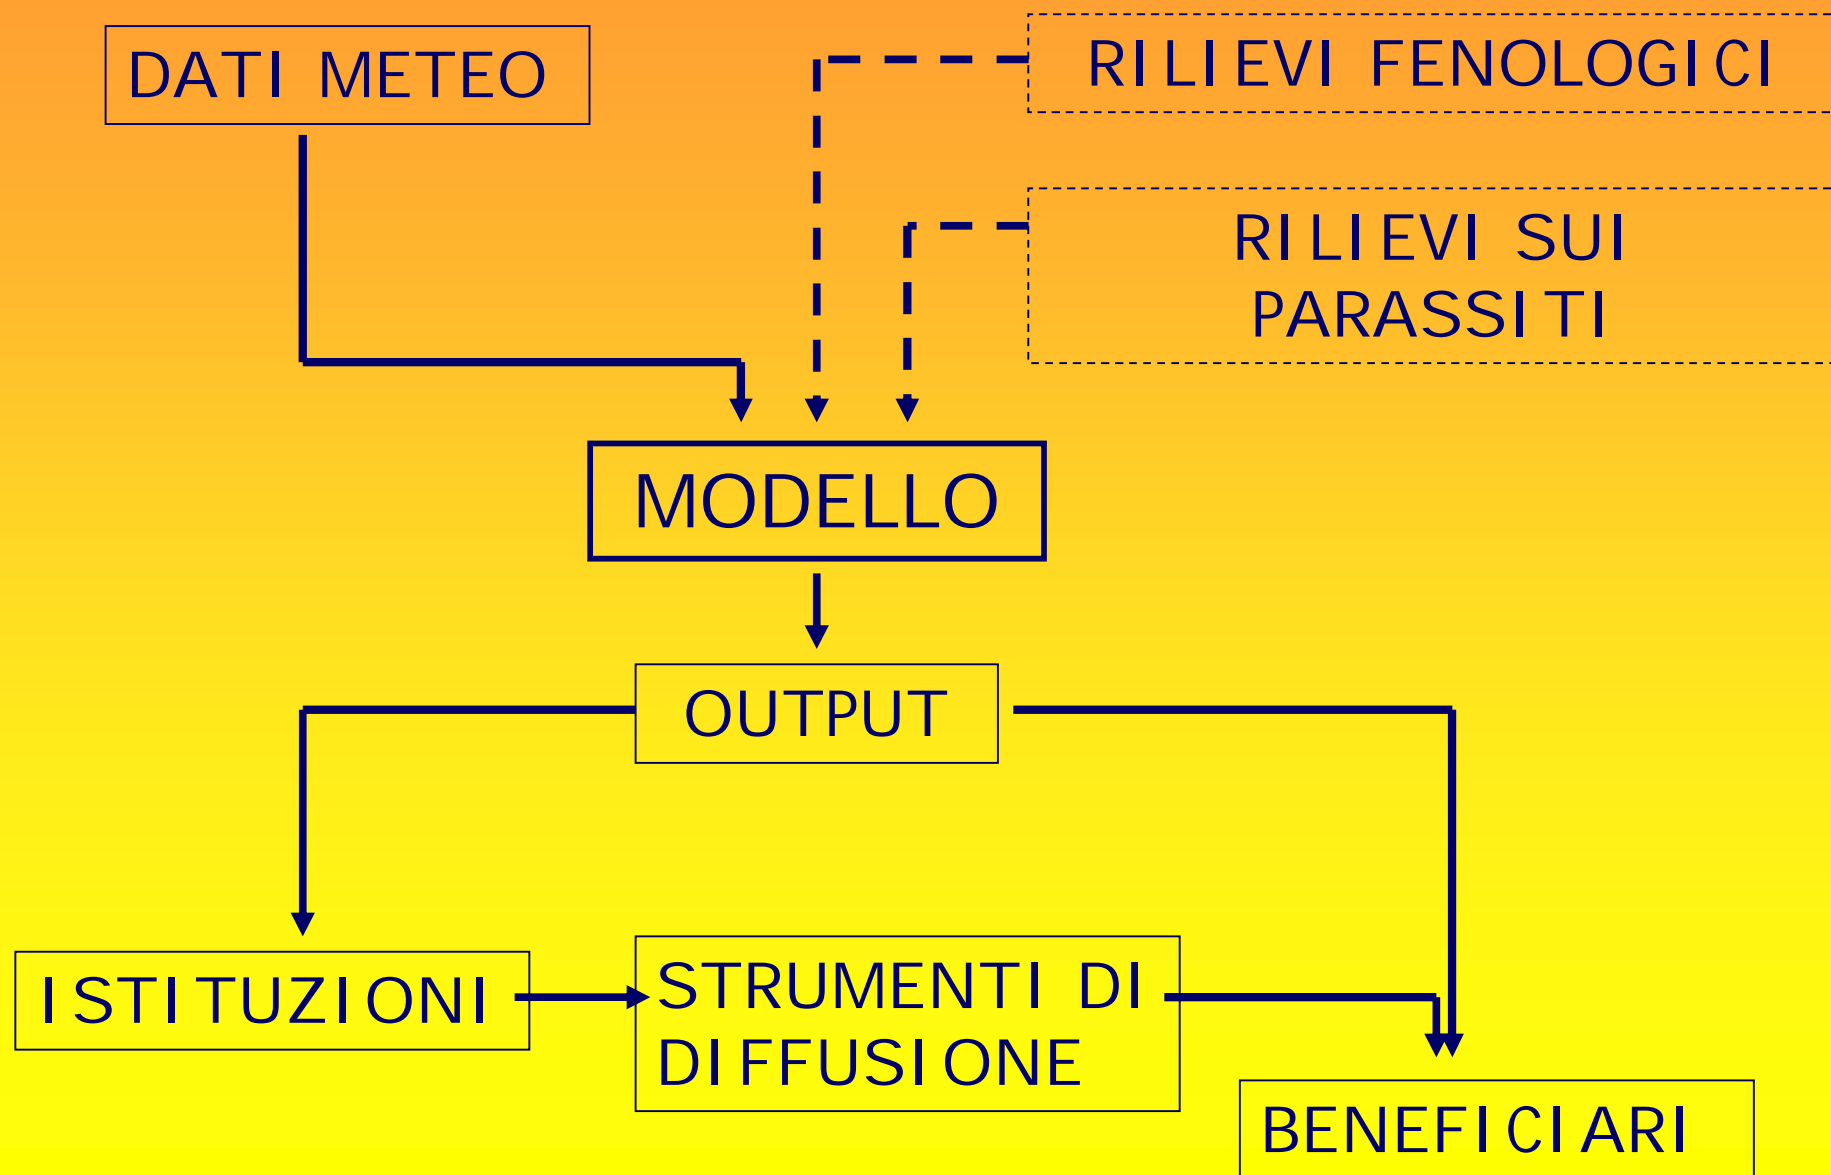 DATI METEO
RILIEVI FENOLOGICI
RILIEVI SUI
PARASSITI
MODELLO
OUTPUT
ISTITUZIONI
STRUMENTI DI
DIFFUSIONE
BENEFICIARI